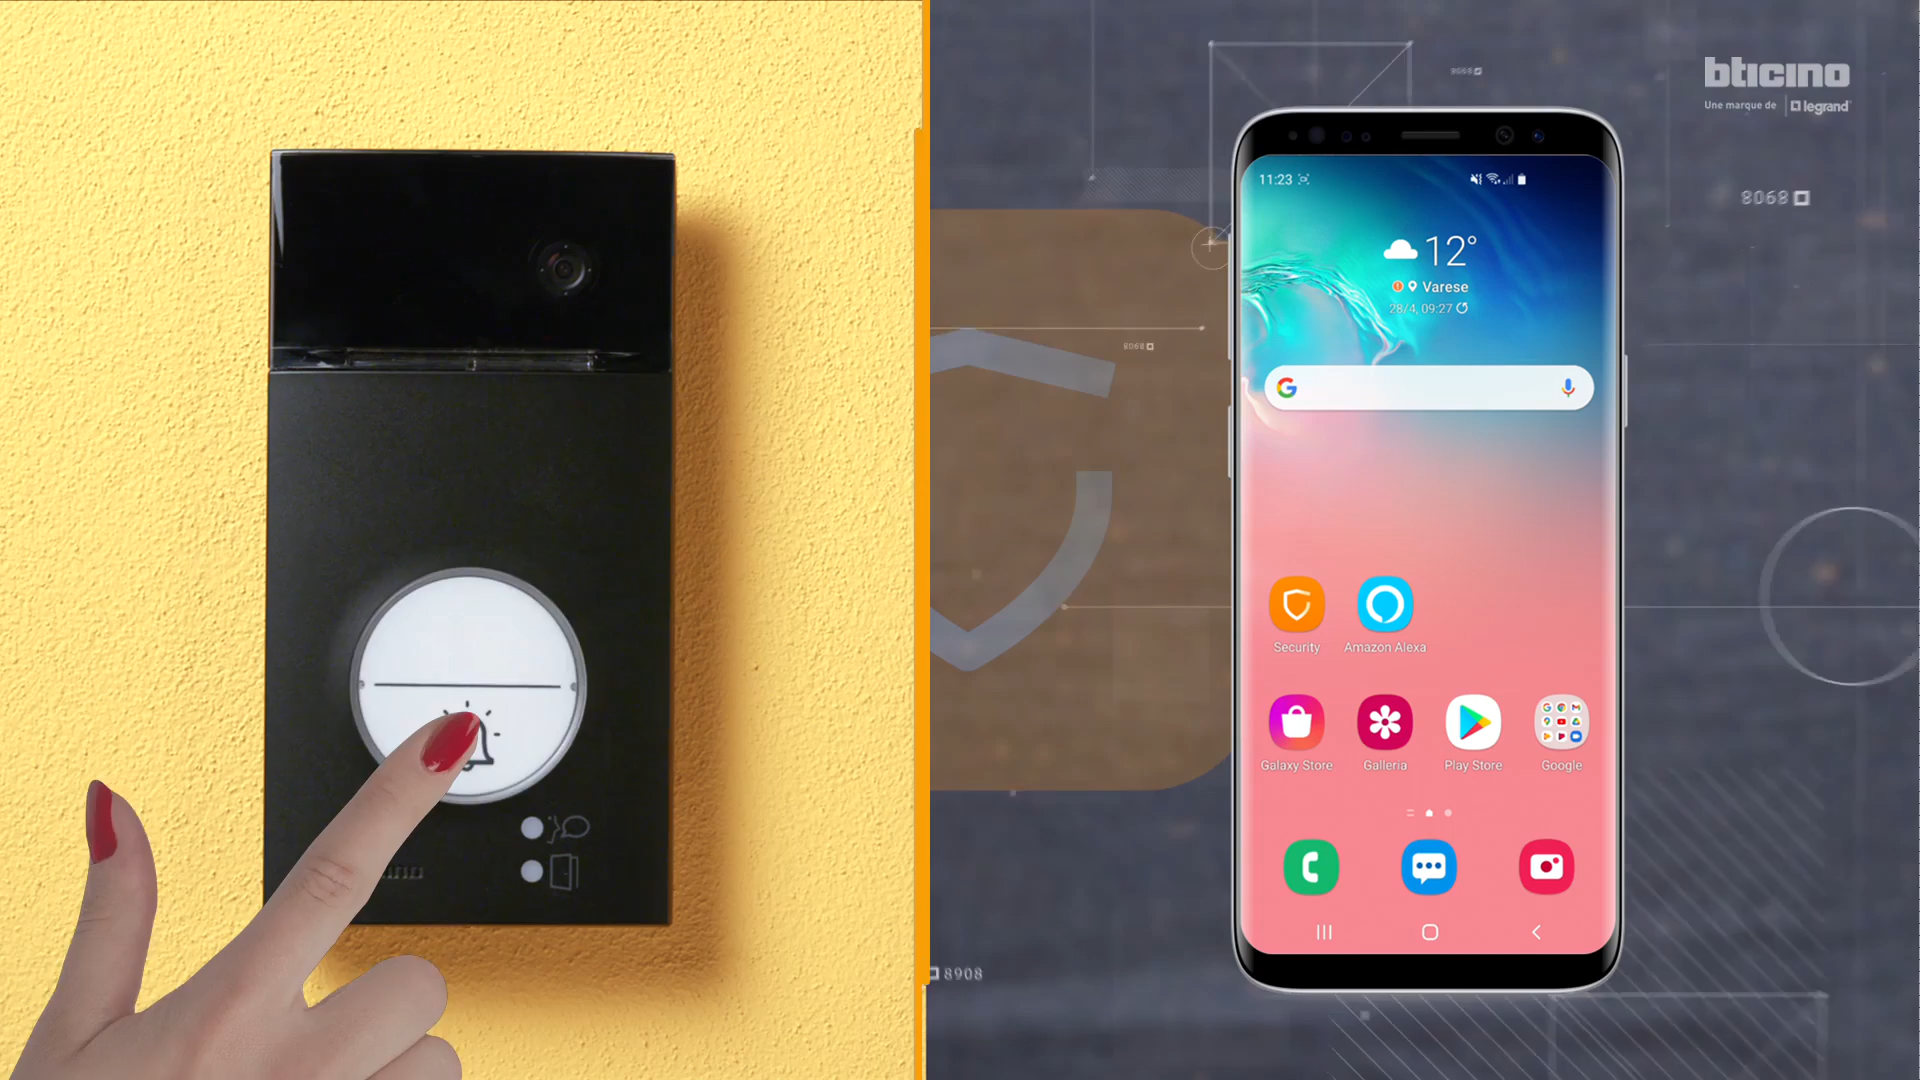 bticino
Une marque de legrand
8068
8068
8908
8908
11:23
12°
Varese
28/4, 09:27
G
Security
Amazon Alexa
Galaxy Store
Galleria
Play Store
Google